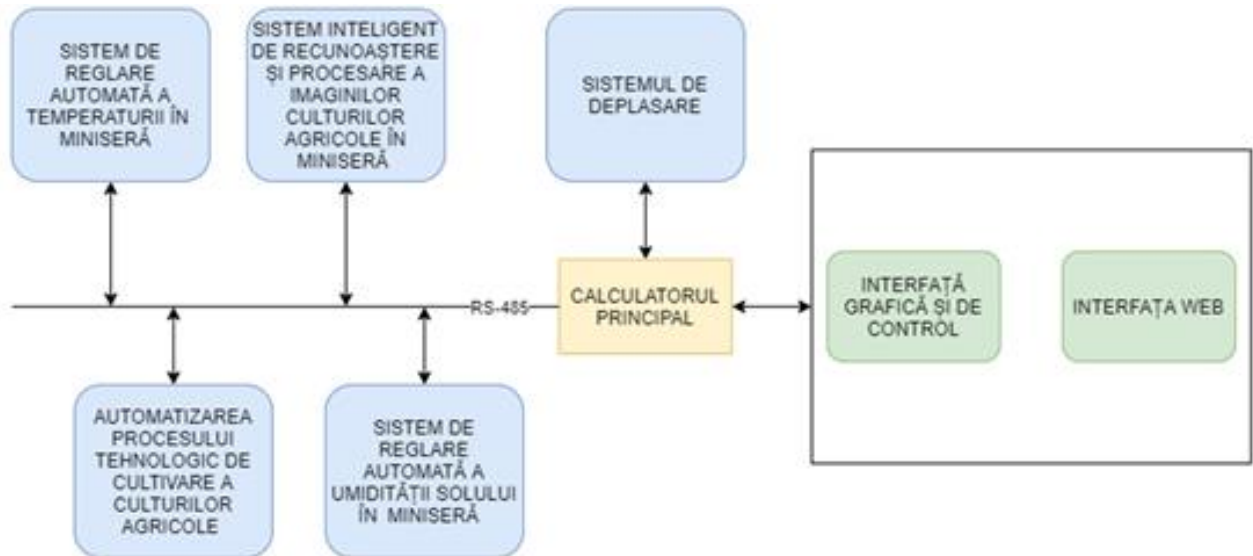 SISTEM DE
REGLARE
AUTOMATĂ A
TEMPERATURII ÎN
MINISERĂ
SISTEM INTELIGENT
DE RECUNOAȘTERE
ȘI PROCESARE A
IMAGINILOR
CULTURILOR
AGRICOLE ÎN
MINISERĂ
SISTEMUL DE
DEPLASARE
RS-485
CALCULATORUL
PRINCIPAL
INTERFAȚĂ
GRAFICĂ ȘI DE
CONTROL
INTERFAȚA WEB
AUTOMATIZAREA
PROCESULUI
TEHNOLOGIC DE
CULTIVARE A
CULTURILOR
AGRICOLE
SISTEM DE
REGLARE
AUTOMATĂ A
UMIDITĂȚII SOLULUI
ÎN MINISERĂ